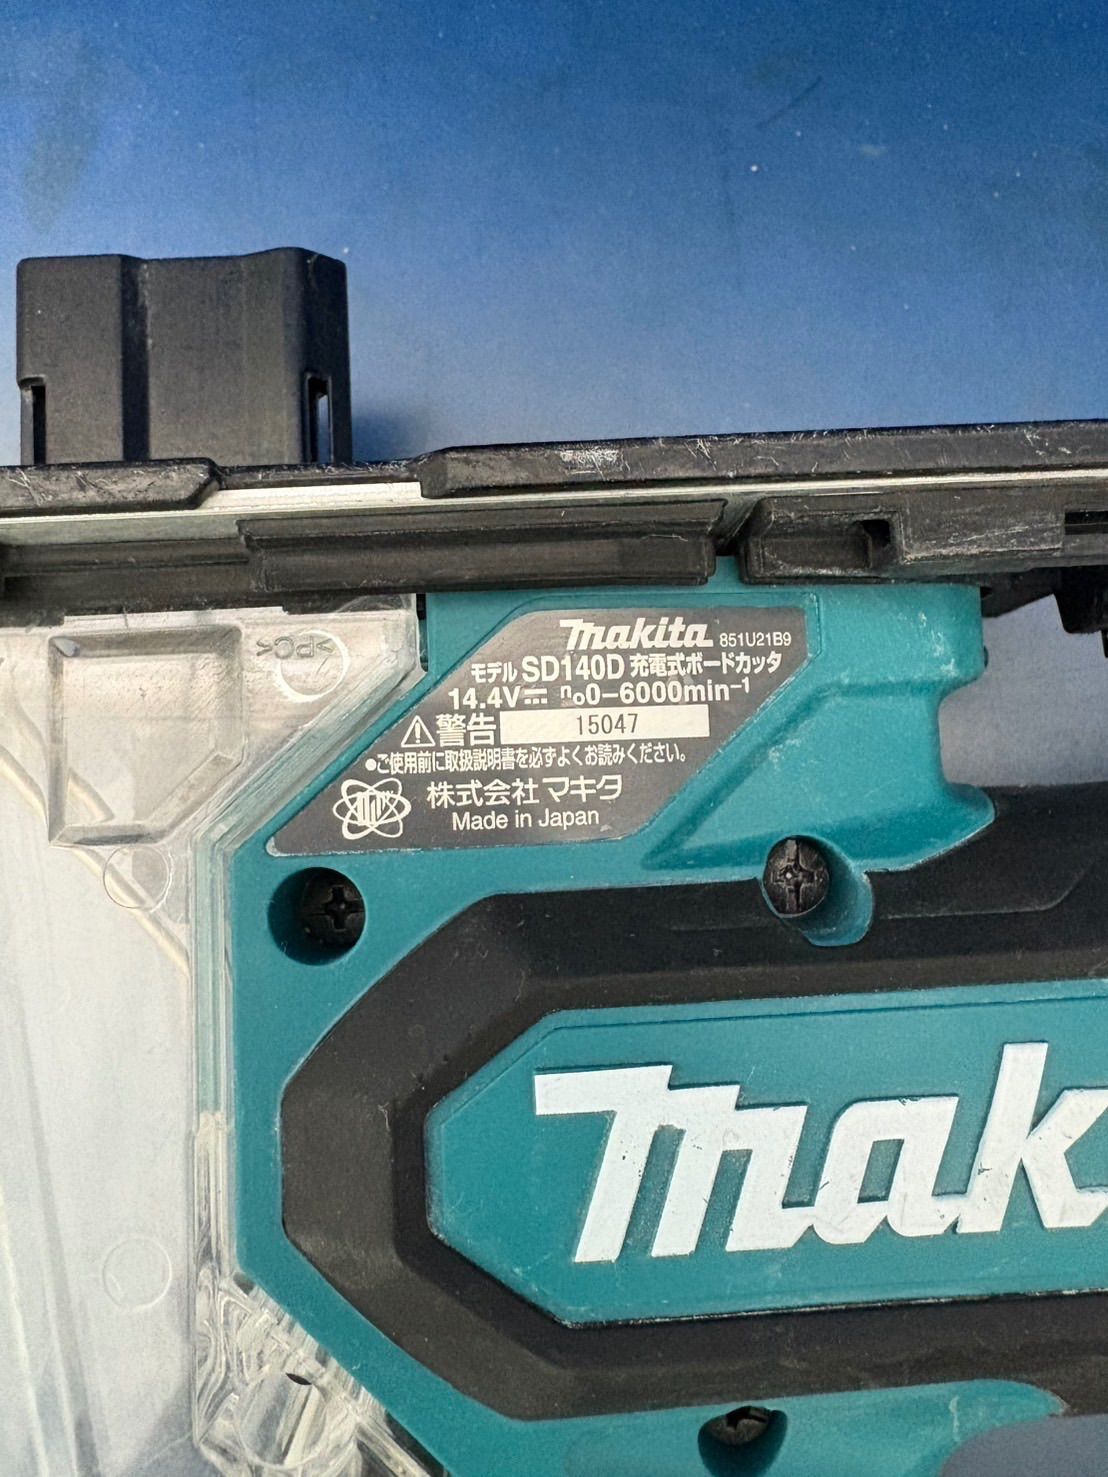 >PC<
makita 851U21B9
モデル SD140D 充電式ボードカッタ
14.4V⎓ n₀0-6000min⁻¹
⚠警告 15047
●ご使用前に取扱説明書を必ずよくお読みください。
株式会社マキタ
Made in Japan
mak